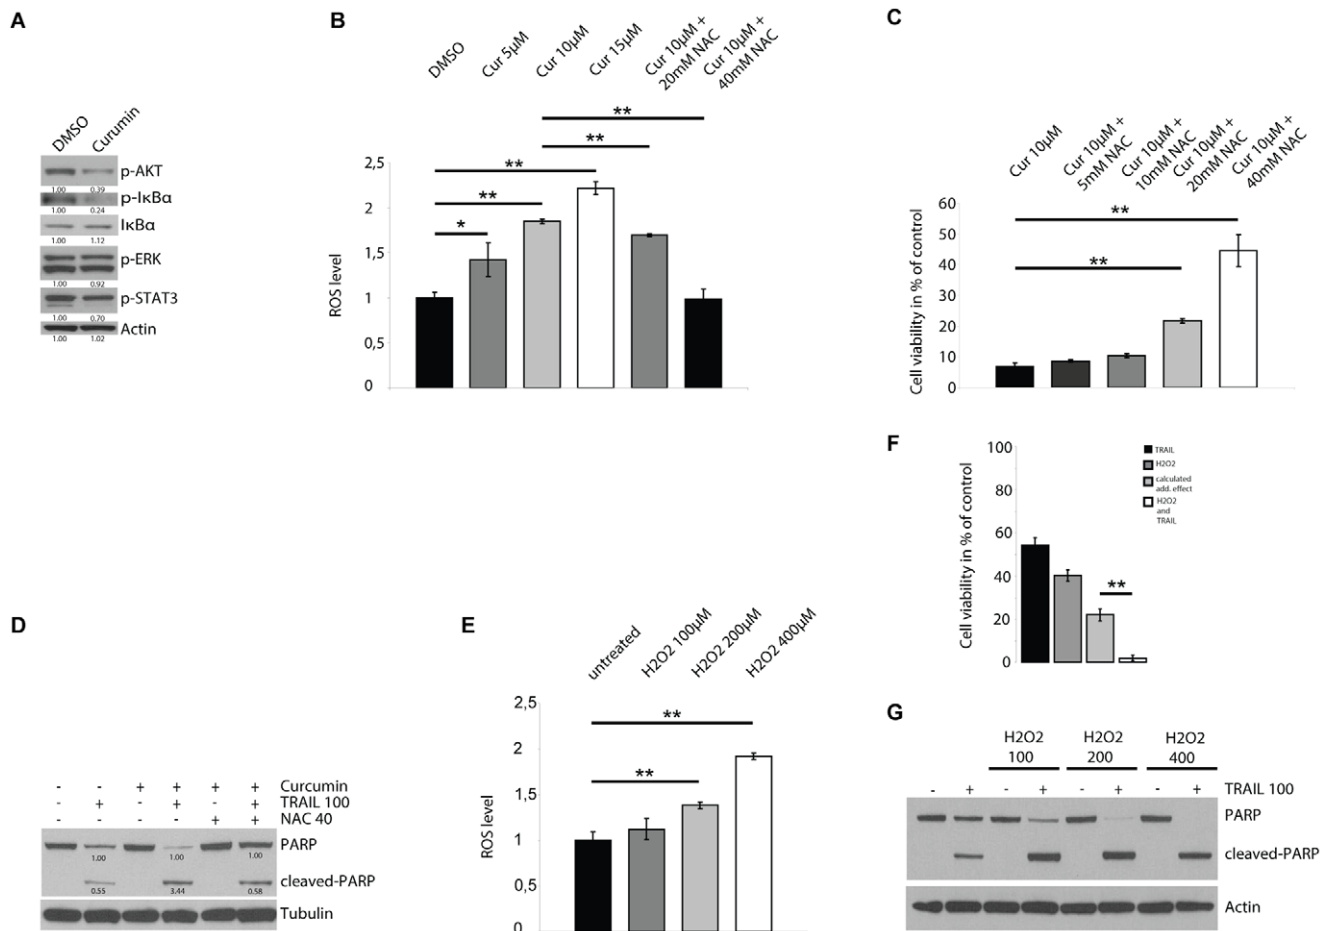 A
DMSO
Curumin
p-AKT
1.00 0.39
p-IκBα
1.00 0.24
IκBα
1.00 1.12
p-ERK
1.00 0.92
p-STAT3
1.00 0.70
Actin
1.00 1.02
B
DMSO
Cur 5µM
Cur 10µM
Cur 15µM
Cur 10µM +
20mM NAC
Cur 10µM +
40mM NAC
**
**
**
**
*
2,5
2
1,5
1
0,5
0
ROS level
C
Cur 10µM
Cur 10µM +
5mM NAC
Cur 10µM +
10mM NAC
Cur 10µM +
20mM NAC
Cur 10µM +
40mM NAC
60
50
40
30
20
10
0
**
**
Cell viability in % of control
D
- - + + + + Curcumin
- + - + - + TRAIL 100
- - - - + + NAC 40
PARP
1.00 1.00 1.00
cleaved-PARP
0.55 3.44 0.58
Tubulin
E
untreated
H2O2 100µM
H2O2 200µM
H2O2 400µM
2,5
2
1,5
1
0,5
0
**
**
ROS level
F
100
80
60
40
20
0
Cell viability in % of control
**
TRAIL
H2O2
calculated
add. effect
H2O2
and
TRAIL
G
H2O2
100
H2O2
200
H2O2
400
- + - + - + - + TRAIL 100
PARP
cleaved-PARP
Actin